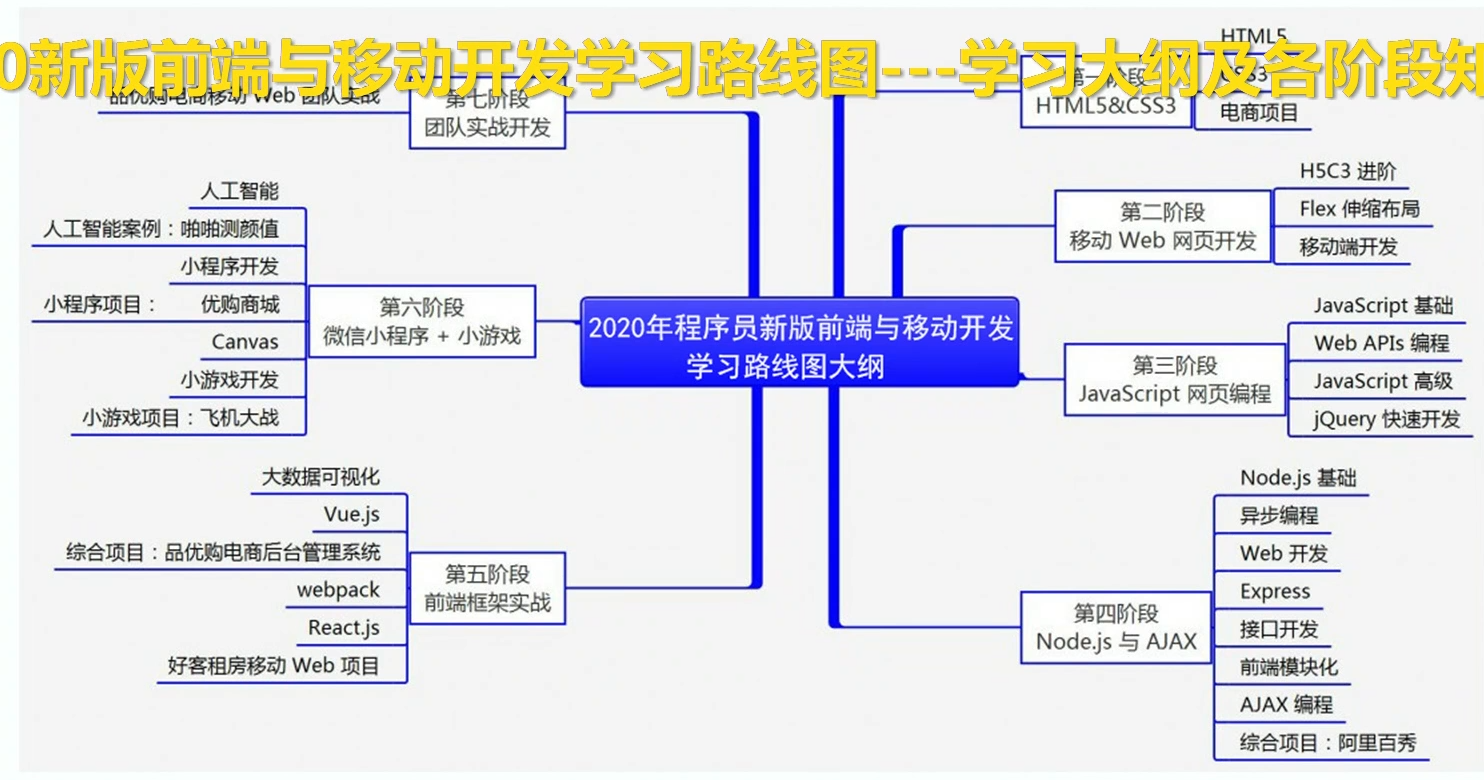 0新版前端与移动开发学习路线图---学习大纲及各阶段知
2020年程序员新版前端与移动开发
学习路线图大纲
第一阶段
HTML5&CSS3
HTML5
CSS3
电商项目
第二阶段
移动 Web 网页开发
H5C3 进阶
Flex 伸缩布局
移动端开发
第三阶段
JavaScript 网页编程
JavaScript 基础
Web APIs 编程
JavaScript 高级
jQuery 快速开发
第四阶段
Node.js 与 AJAX
Node.js 基础
异步编程
Web 开发
Express
接口开发
前端模块化
AJAX 编程
综合项目：阿里百秀
第五阶段
前端框架实战
大数据可视化
Vue.js
综合项目：品优购电商后台管理系统
webpack
React.js
好客租房移动 Web 项目
第六阶段
微信小程序 + 小游戏
人工智能
人工智能案例：啪啪测颜值
小程序开发
小程序项目： 优购商城
Canvas
小游戏开发
小游戏项目：飞机大战
第七阶段
团队实战开发
品优购电商移动 Web 团队实战